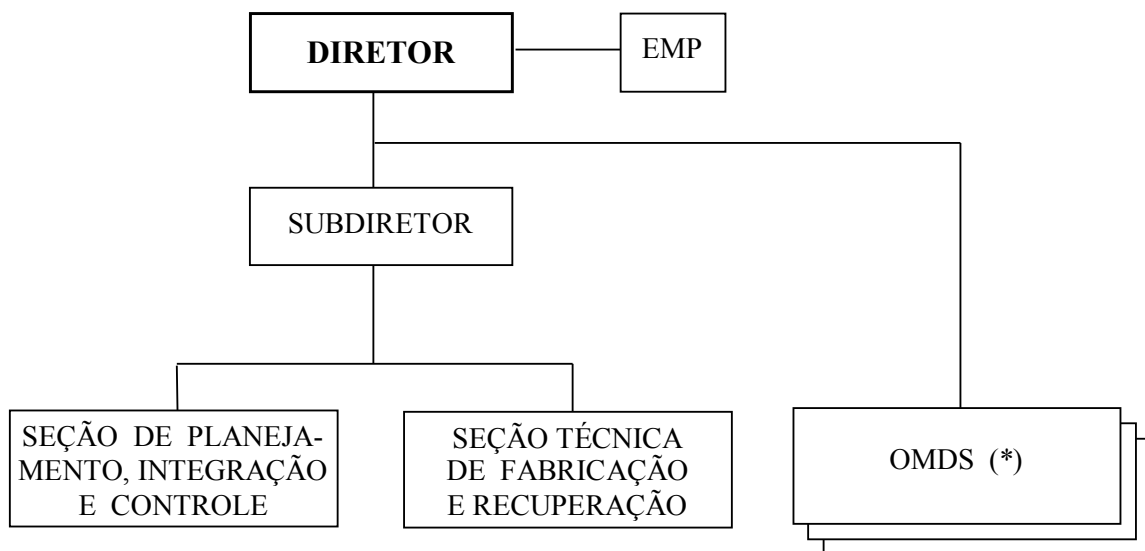 DIRETOR
EMP
SUBDIRETOR
SEÇÃO DE PLANEJA-
MENTO, INTEGRAÇÃO
E CONTROLE
SEÇÃO TÉCNICA
DE FABRICAÇÃO
E RECUPERAÇÃO
OMDS (*)